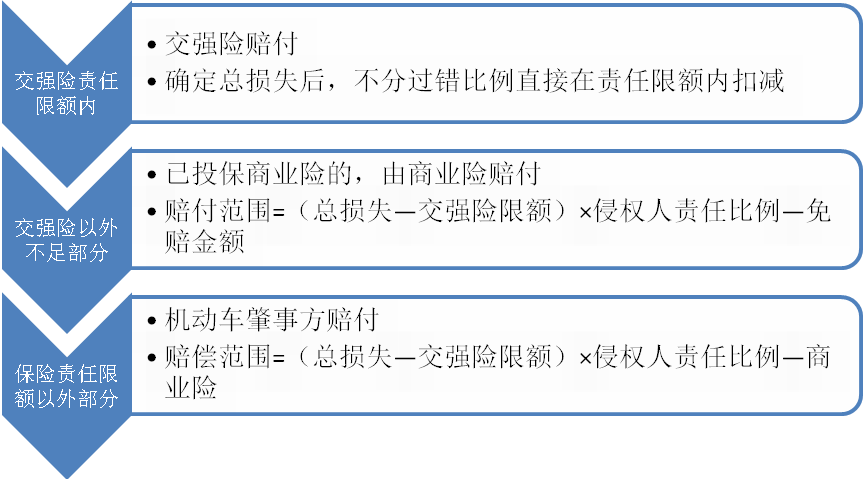 交强险责任
限额内
• 交强险赔付
• 确定总损失后，不分过错比例直接在责任限额内扣减
交强险以外
不足部分
• 已投保商业险的，由商业险赔付
• 赔付范围=（总损失—交强险限额）×侵权人责任比例—免
赔金额
保险责任限
额以外部分
• 机动车肇事方赔付
• 赔偿范围=（总损失—交强险限额）×侵权人责任比例—商
业险